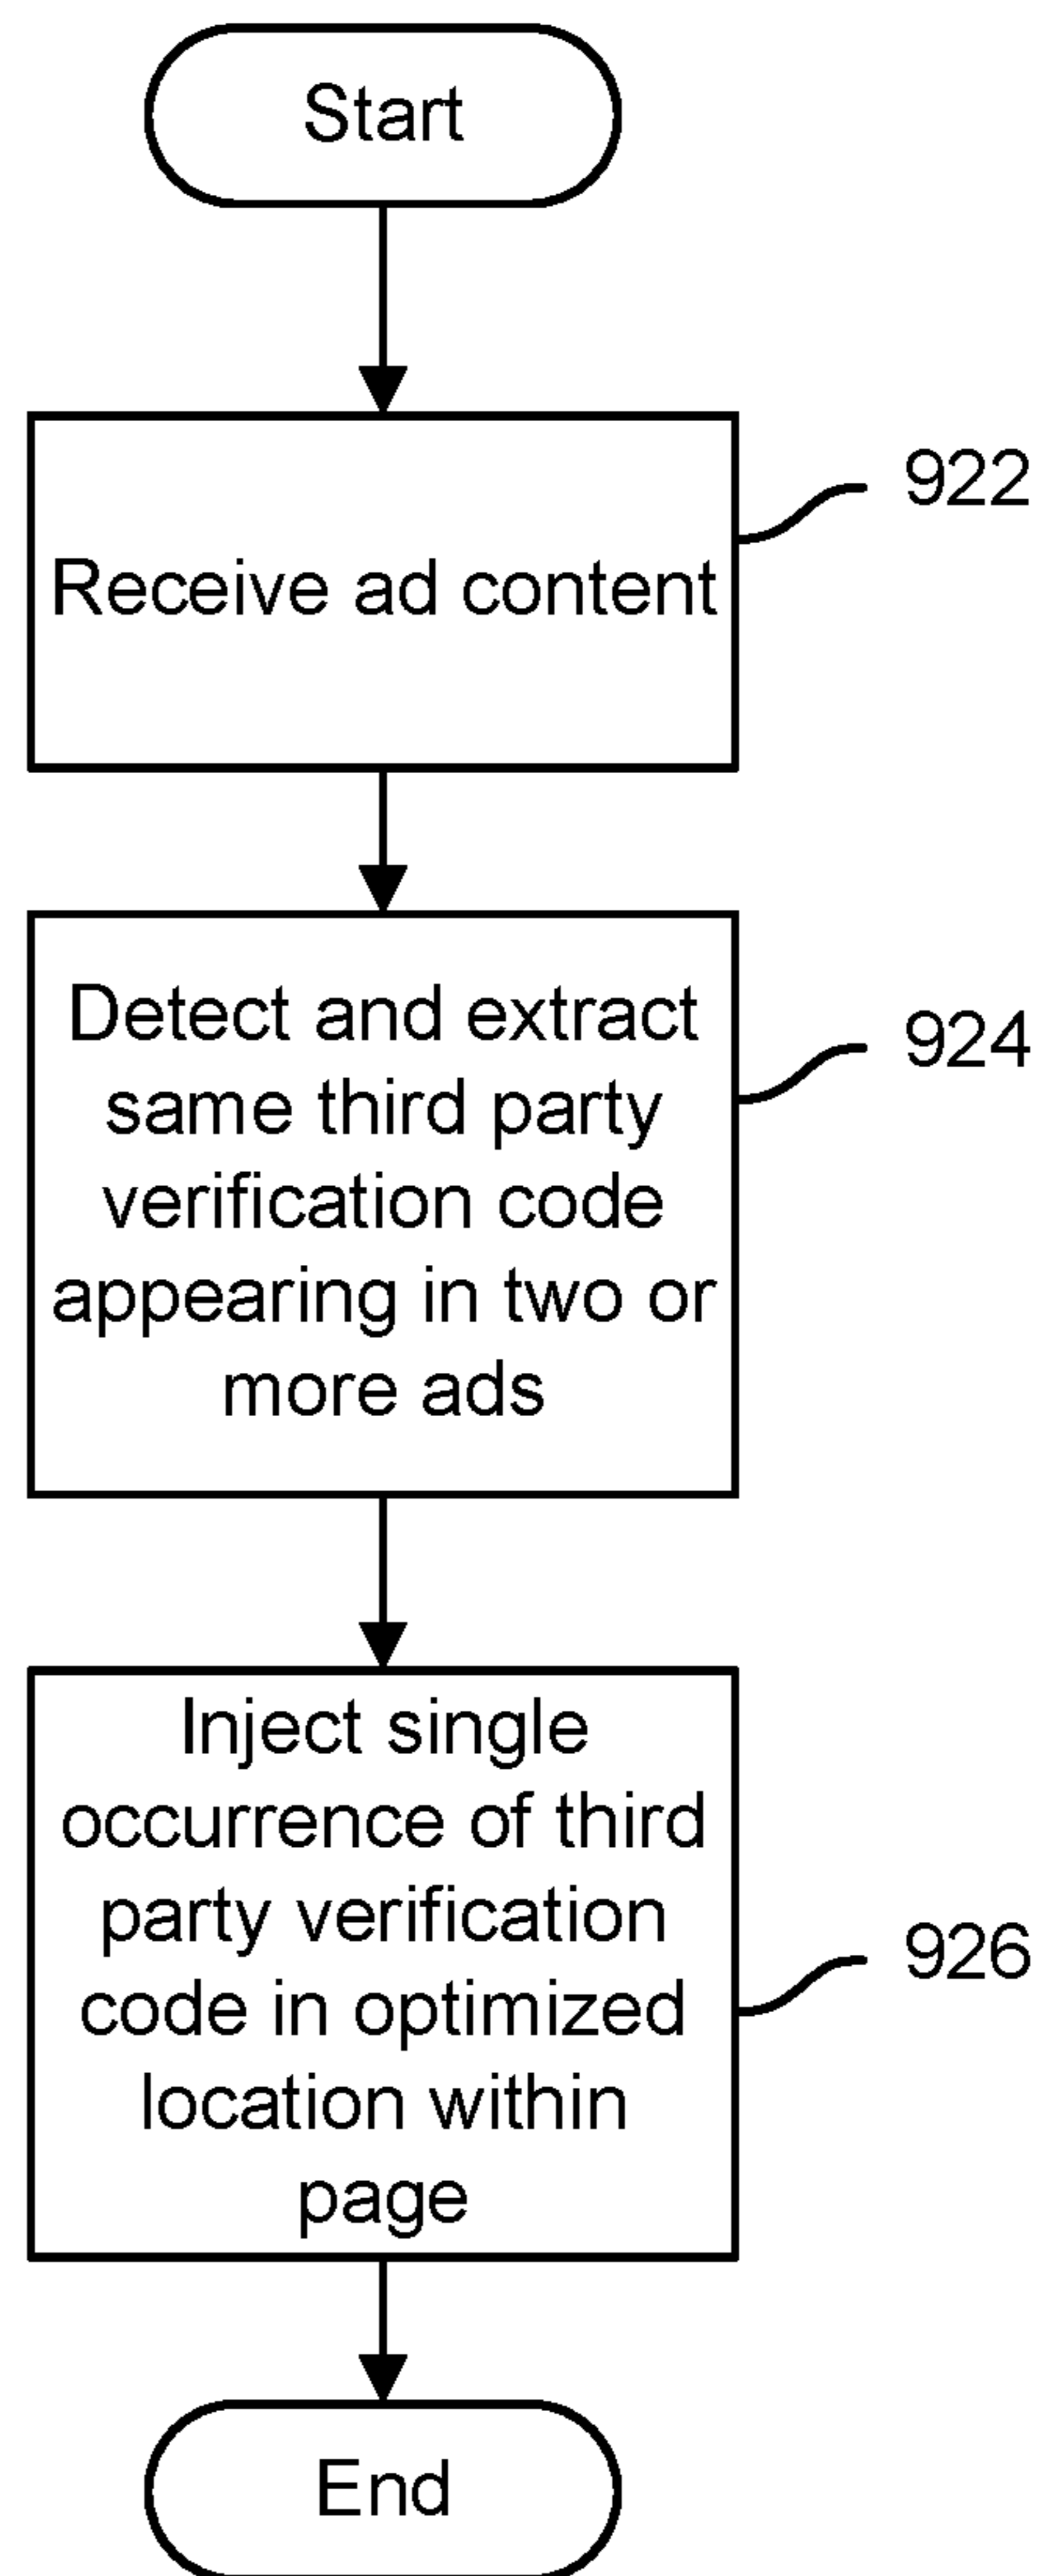 Start
922
Receive ad content
Detect and extract
924
same third party
verification code
appearing in two or
more ads
Inject single
occurrence of third
party verification
926
code in optimized
location within
page
End